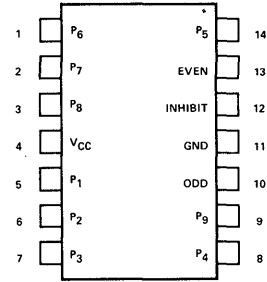 1 P6 P5 14
2 P7 EVEN 13
3 P8 INHIBIT 12
4 VCC GND 11
5 P1 ODD 10
6 P2 P9 9
7 P3 P4 8